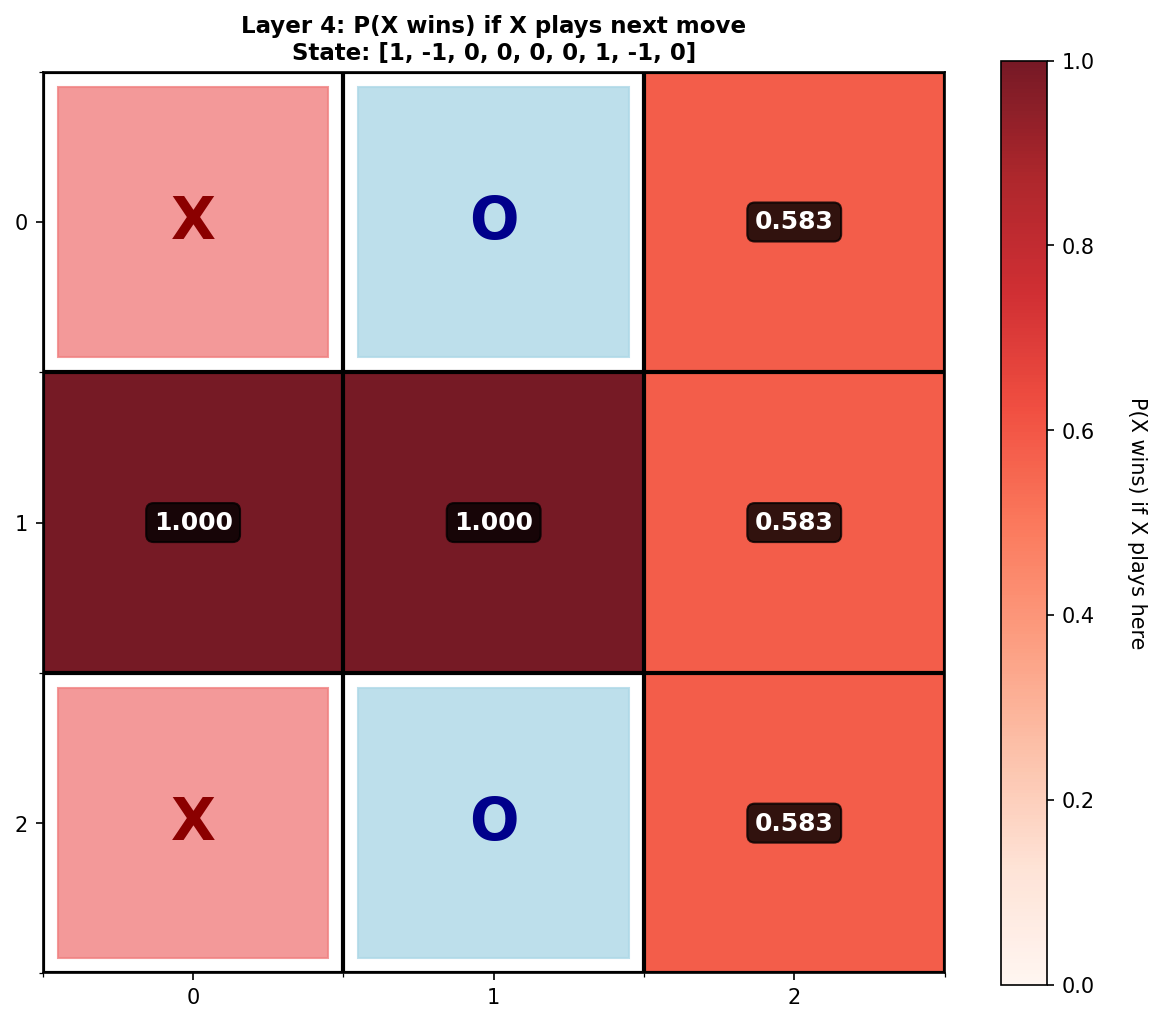 Layer 4: P(X wins) if X plays next move
State: [1, -1, 0, 0, 0, 0, 1, -1, 0]
X
O
0.583
0
1.000
1.000
0.583
1
X
O
0.583
2
0
1
2
1.0
0.8
0.6
0.4
0.2
0.0
P(X wins) if X plays here